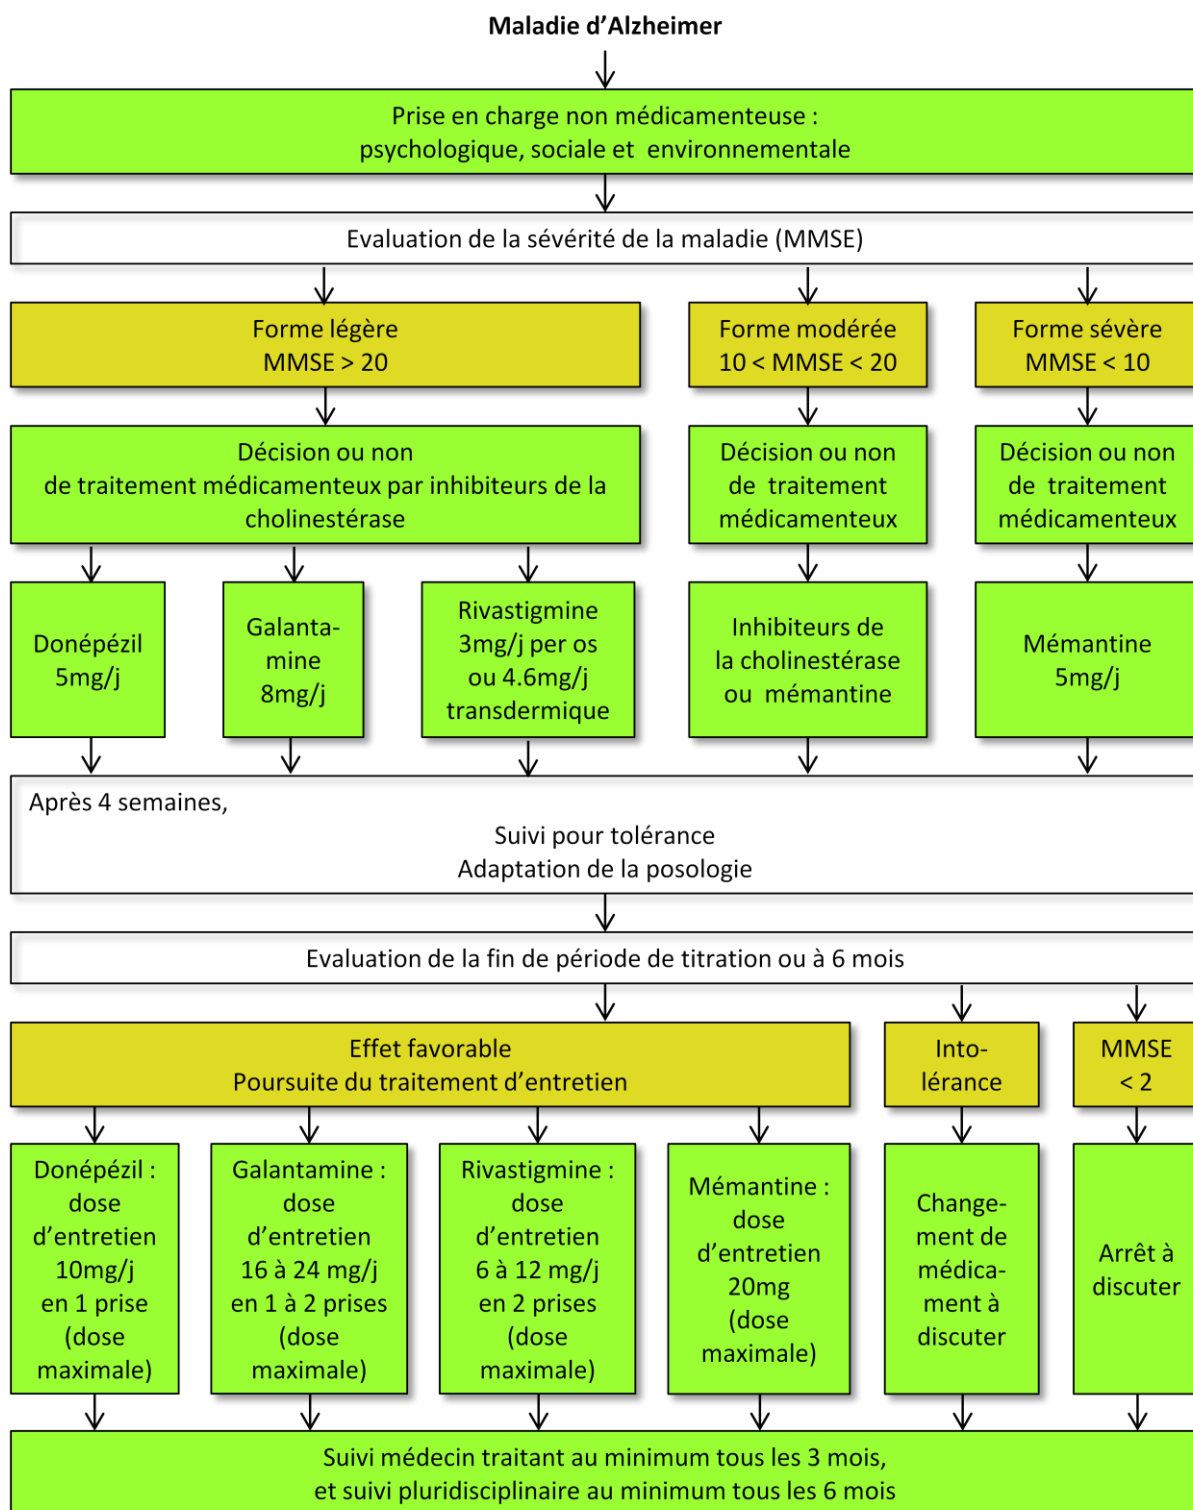 Maladie d’Alzheimer
Prise en charge non médicamenteuse :
psychologique, sociale et environnementale
Evaluation de la sévérité de la maladie (MMSE)
Forme légère
MMSE > 20
Forme modérée
10 < MMSE < 20
Forme sévère
MMSE < 10
Décision ou non
de traitement médicamenteux par inhibiteurs de la
cholinestérase
Décision ou non
de traitement
médicamenteux
Décision ou non
de traitement
médicamenteux
Donépézil
5mg/j
Galanta-
mine
8mg/j
Rivastigmine
3mg/j per os
ou 4.6mg/j
transdermique
Inhibiteurs de
la cholinestérase
ou mémantine
Mémantine
5mg/j
Après 4 semaines,
Suivi pour tolérance
Adaptation de la posologie
Evaluation de la fin de période de titration ou à 6 mois
Effet favorable
Poursuite du traitement d’entretien
Into-
lérance
MMSE
< 2
Donépézil :
dose
d’entretien
10mg/j
en 1 prise
(dose
maximale)
Galantamine :
dose
d’entretien
16 à 24 mg/j
en 1 à 2 prises
(dose
maximale)
Rivastigmine :
dose
d’entretien
6 à 12 mg/j
en 2 prises
(dose
maximale)
Mémantine :
dose
d’entretien
20mg
(dose
maximale)
Change-
ment de
médica-
ment à
discuter
Arrêt à
discuter
Suivi médecin traitant au minimum tous les 3 mois,
et suivi pluridisciplinaire au minimum tous les 6 mois